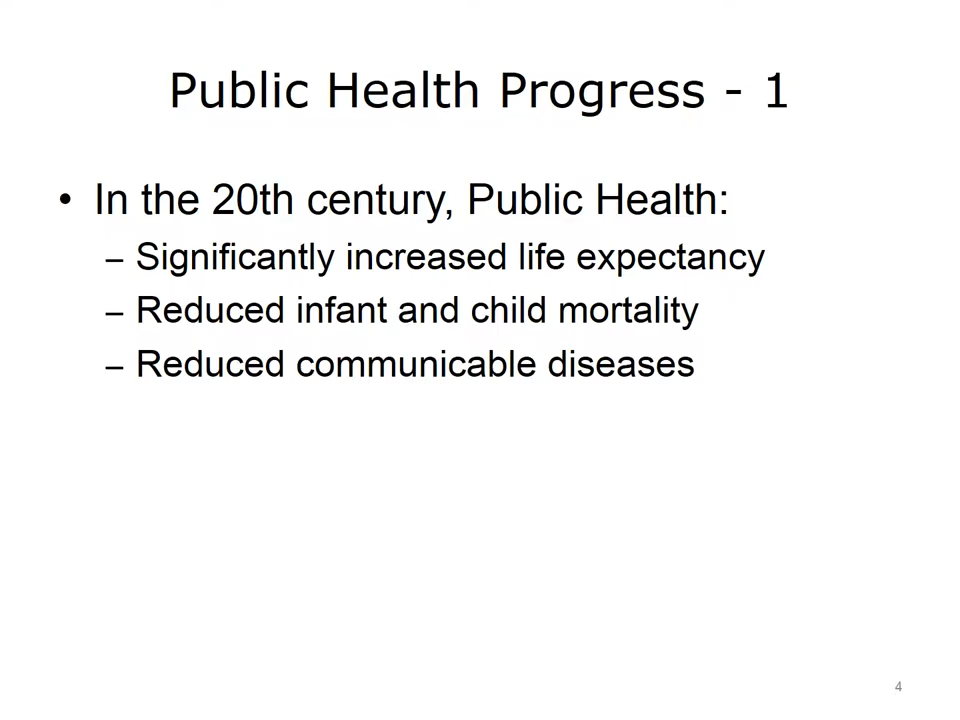 Public Health Progress - 1
• In the 20th century, Public Health:
– Significantly increased life expectancy
– Reduced infant and child mortality
– Reduced communicable diseases
4